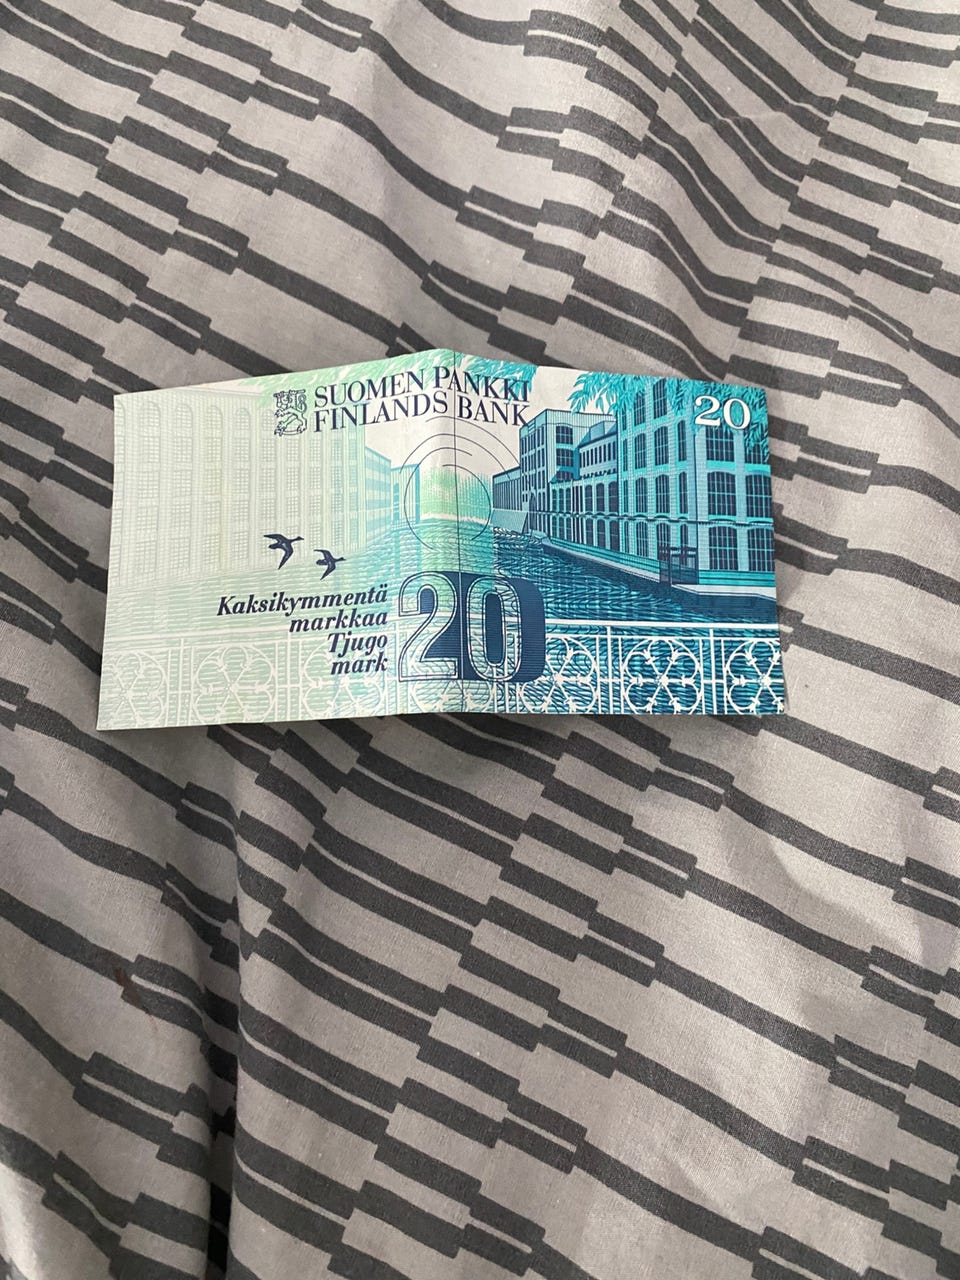 SUOMEN PANKKI
FINLANDS BANK
20
Kaksikymmentä
markkaa
Tjugo
mark
20